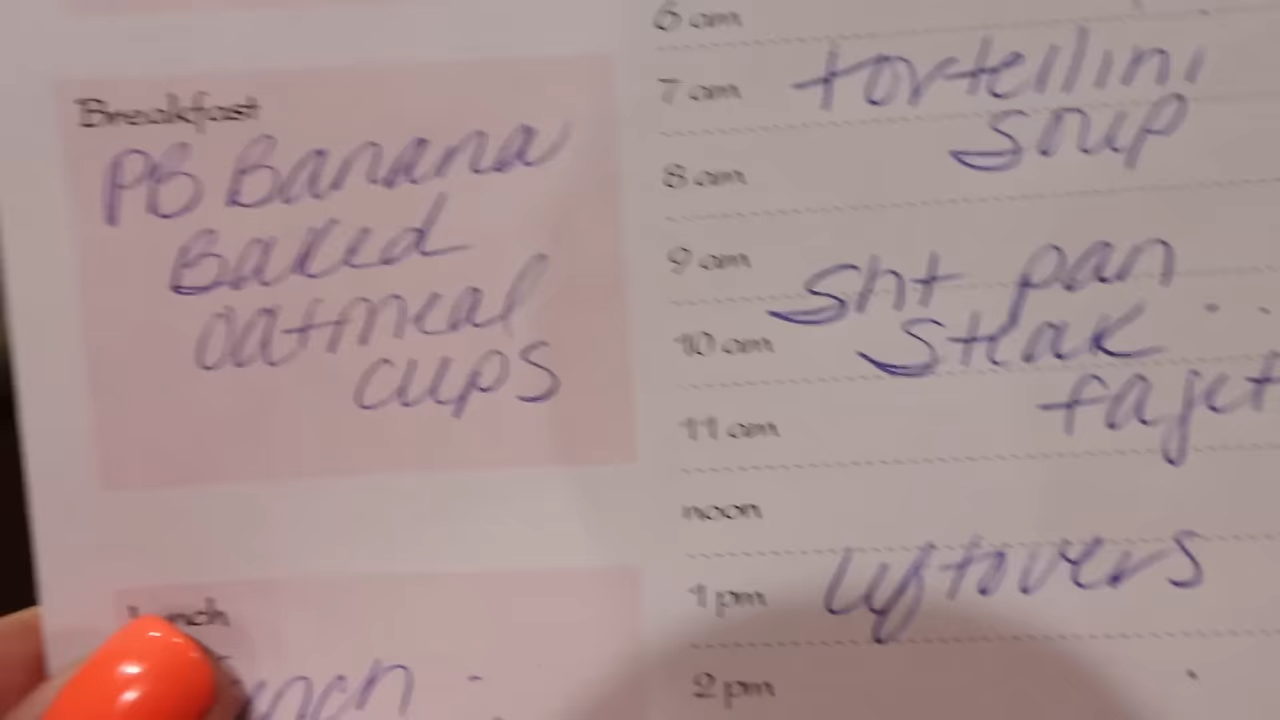 Breakfast
PB Banana
Baked
oatmeal
cups
Lunch
6 am
7 am
8 am
9 am
10 am
11 am
noon
1 pm
2 pm
tortellini
soup
Sht pan
Steak
fajit
leftovers